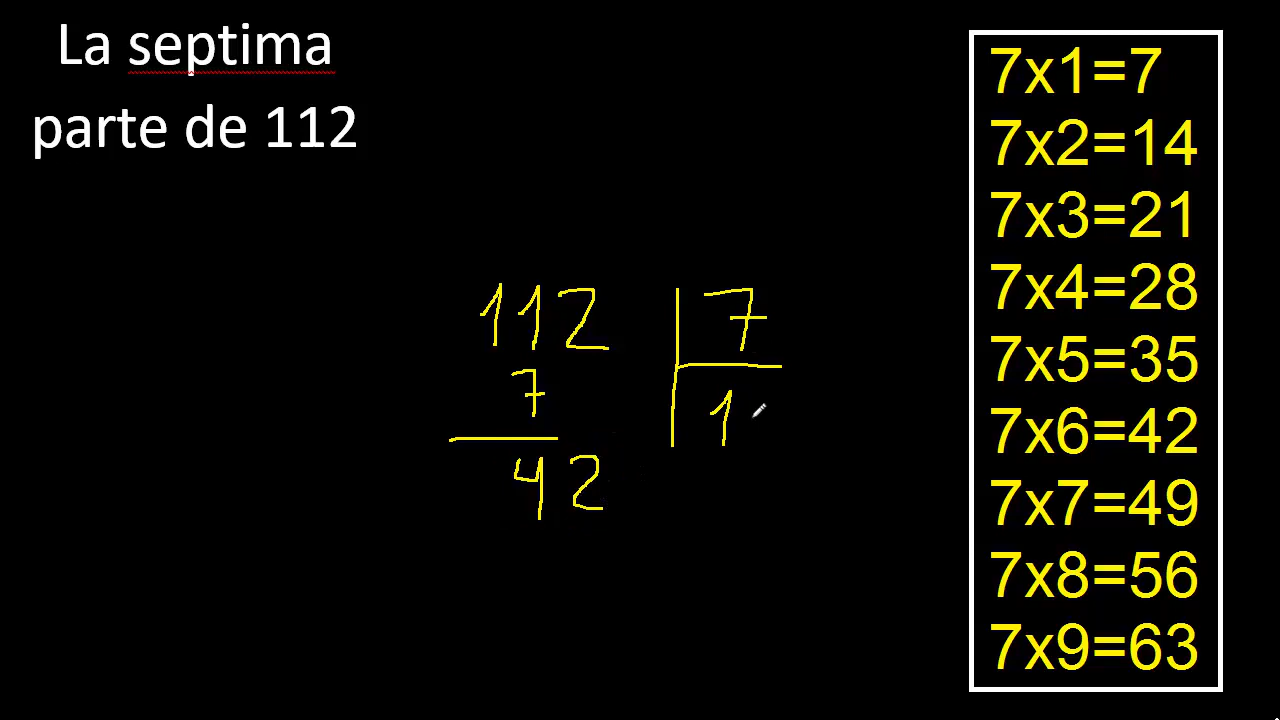 La septima
parte de 112
112 7
7 1
42
7x1=7
7x2=14
7x3=21
7x4=28
7x5=35
7x6=42
7x7=49
7x8=56
7x9=63